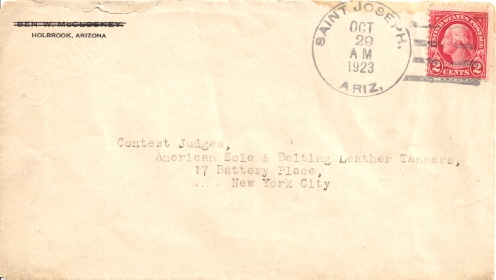 BEN W. McCLOSKEY
HOLBROOK, ARIZONA
SAINT JOSEPH,
OCT
29
A M
1923
ARIZ.
UNITED STATES POSTAGE
2 CENTS 2
Contest Judges,
American Sole & Belting Leather Tanners,
17 Battery Place,
.... New York City